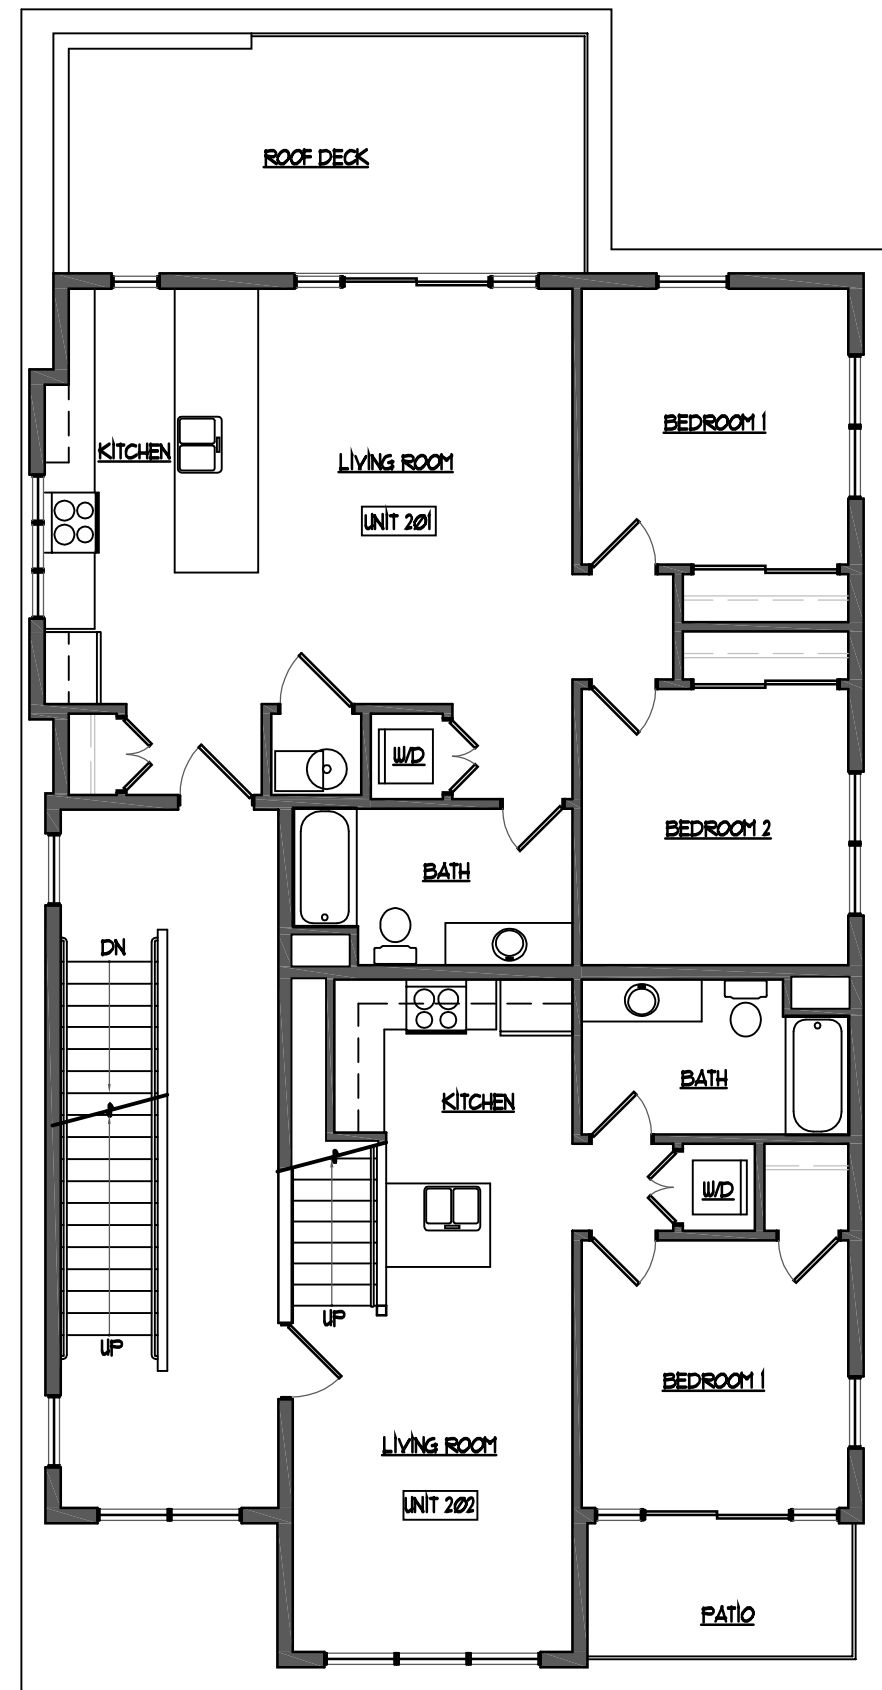 ROOF DECK
BEDROOM 1
KITCHEN
LIVING ROOM
UNIT 201
W/D
BEDROOM 2
BATH
DN
BATH
KITCHEN
W/D
UP
UP
BEDROOM 1
LIVING ROOM
UNIT 202
PATIO